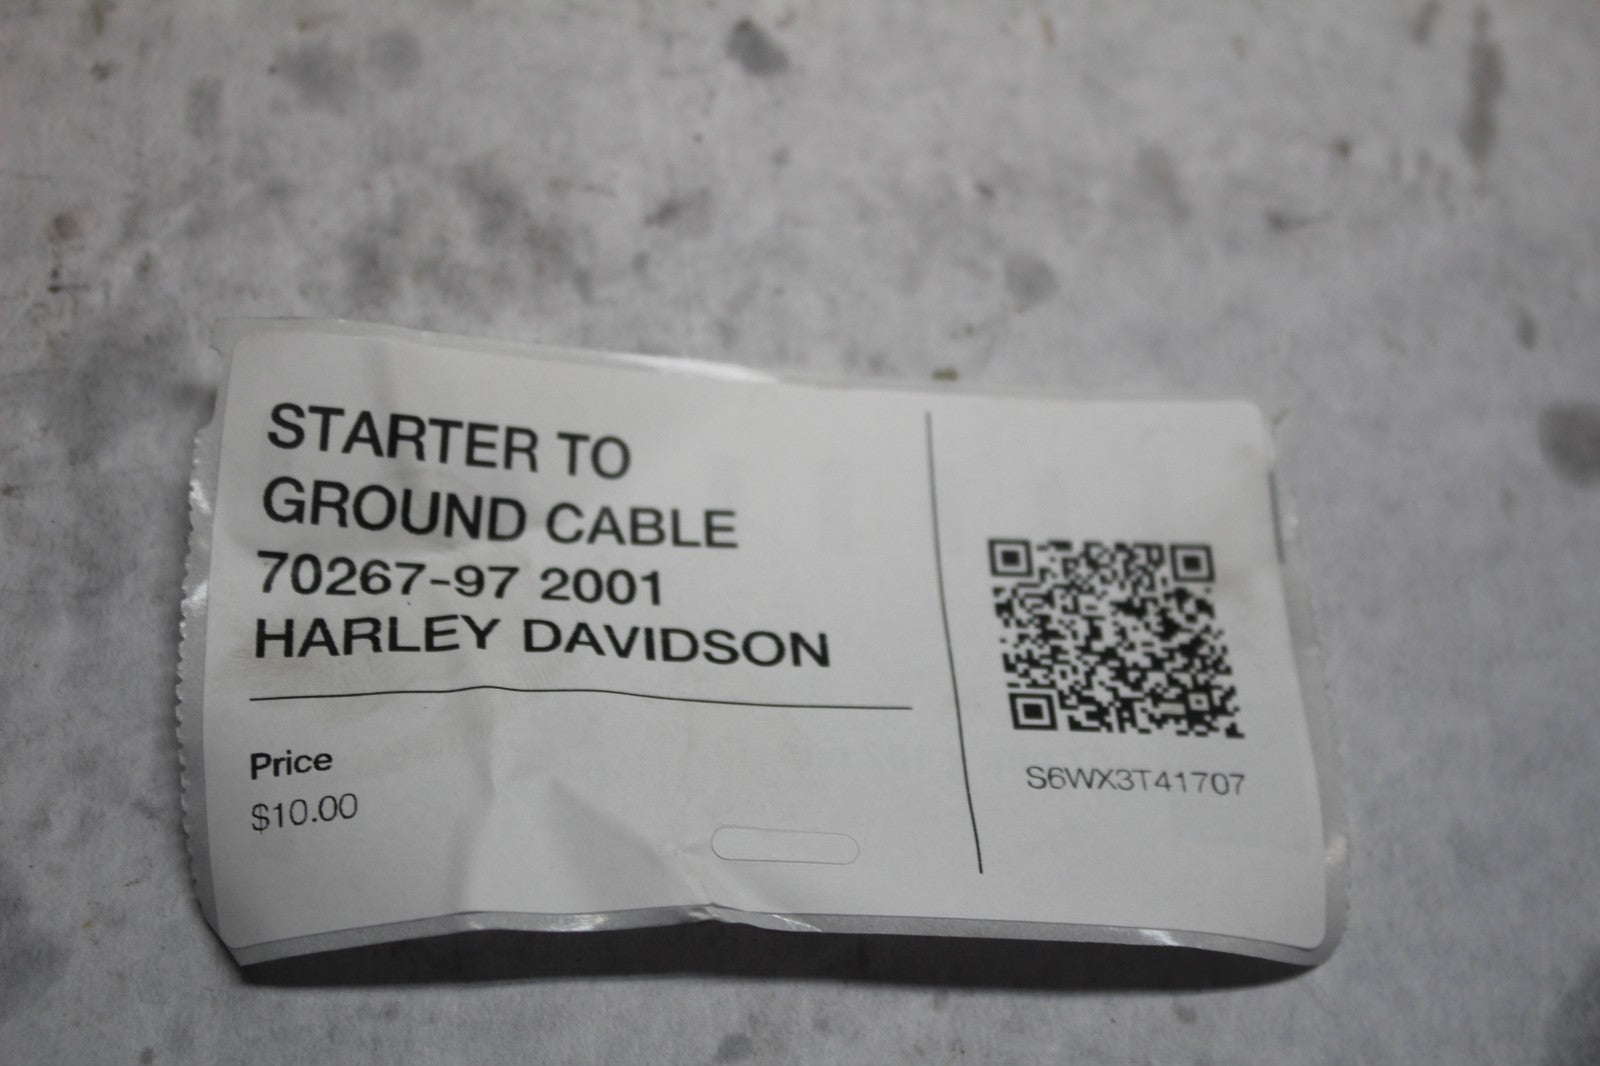 STARTER TO
GROUND CABLE
70267-97 2001
HARLEY DAVIDSON
Price
$10.00
S6WX3T41707